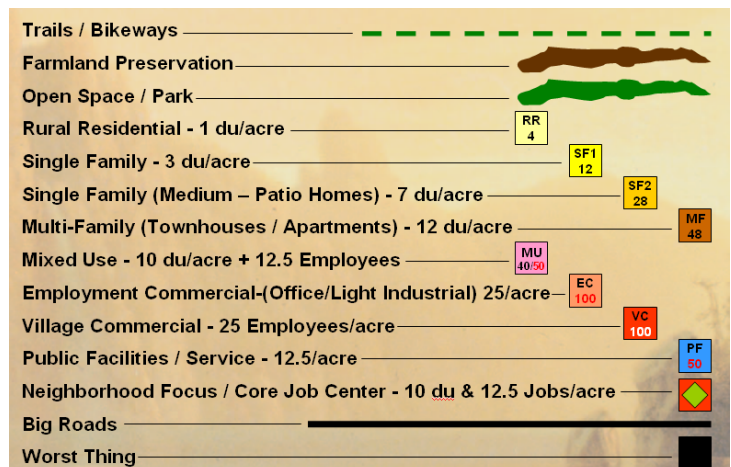 Trails / Bikeways
Farmland Preservation
Open Space / Park
Rural Residential - 1 du/acre
RR
4
Single Family - 3 du/acre
SF1
12
Single Family (Medium – Patio Homes) - 7 du/acre
SF2
28
Multi-Family (Townhouses / Apartments) - 12 du/acre
MF
48
Mixed Use - 10 du/acre + 12.5 Employees
MU
40/50
Employment Commercial-(Office/Light Industrial) 25/acre
EC
100
Village Commercial - 25 Employees/acre
VC
100
Public Facilities / Service - 12.5/acre
PF
50
Neighborhood Focus / Core Job Center - 10 du & 12.5 Jobs/acre
Big Roads
Worst Thing